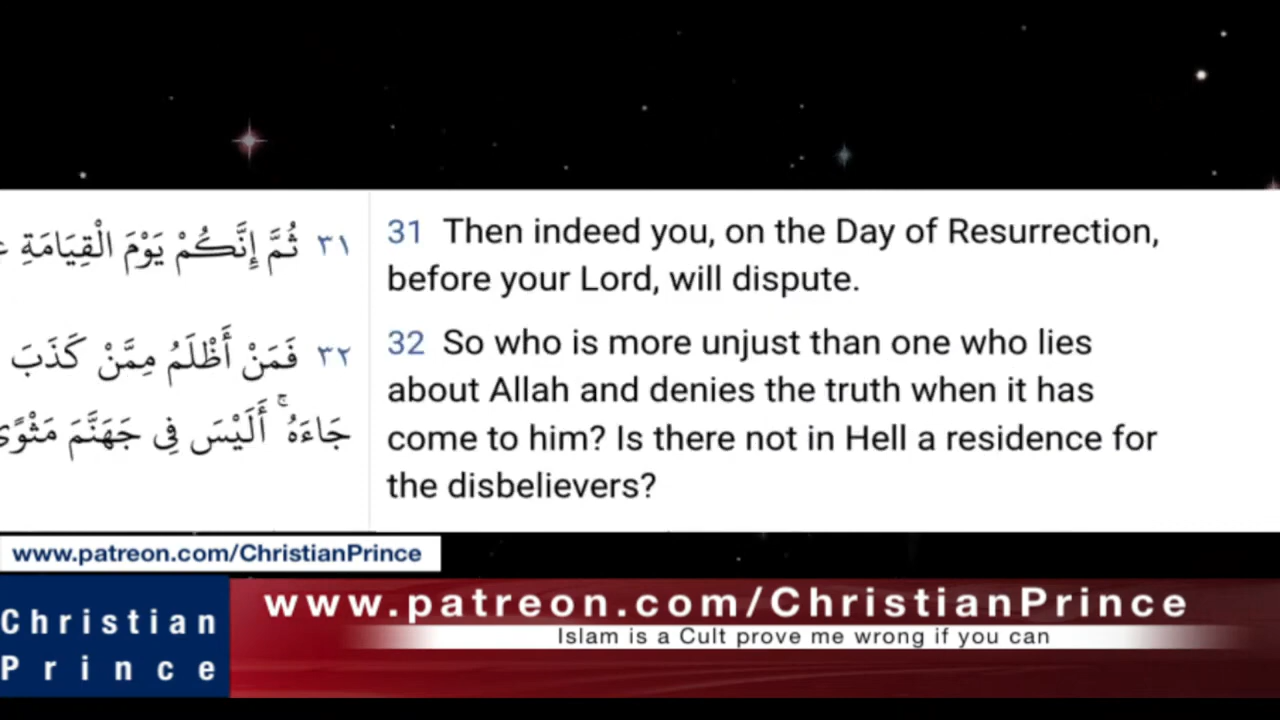 ٣١ ثُمَّ إِنَّكُمْ يَوْمَ الْقِيَامَةِ
٣٢ فَمَنْ أَظْلَمُ مِمَّنْ كَذَبَ
جَاءَهُ ۚ أَلَيْسَ فِي جَهَنَّمَ مَثْوًى
31 Then indeed you, on the Day of Resurrection,
before your Lord, will dispute.
32 So who is more unjust than one who lies
about Allah and denies the truth when it has
come to him? Is there not in Hell a residence for
the disbelievers?
www.patreon.com/ChristianPrince
Christian
Prince
www.patreon.com/ChristianPrince
Islam is a Cult prove me wrong if you can